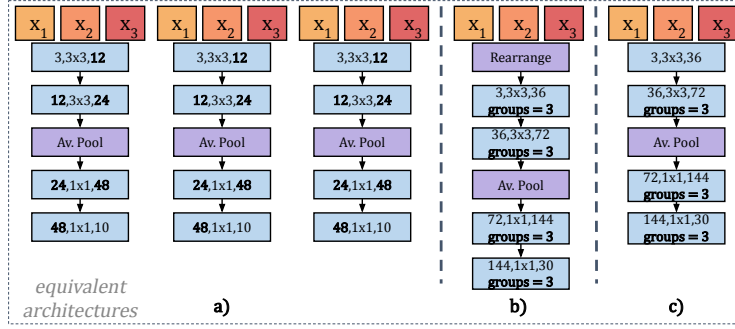 X1 X2 X3
3,3x3,12
12,3x3,24
Av. Pool
24,1x1,48
48,1x1,10
X1 X2 X3
3,3x3,12
12,3x3,24
Av. Pool
24,1x1,48
48,1x1,10
X1 X2 X3
3,3x3,12
12,3x3,24
Av. Pool
24,1x1,48
48,1x1,10
equivalent
architectures
a)
X1 X2 X3
Rearrange
3,3x3,36
groups = 3
36,3x3,72
groups = 3
Av. Pool
72,1x1,144
groups = 3
144,1x1,30
groups = 3
b)
X1 X2 X3
3,3x3,36
36,3x3,72
groups = 3
Av. Pool
72,1x1,144
groups = 3
144,1x1,30
groups = 3
c)